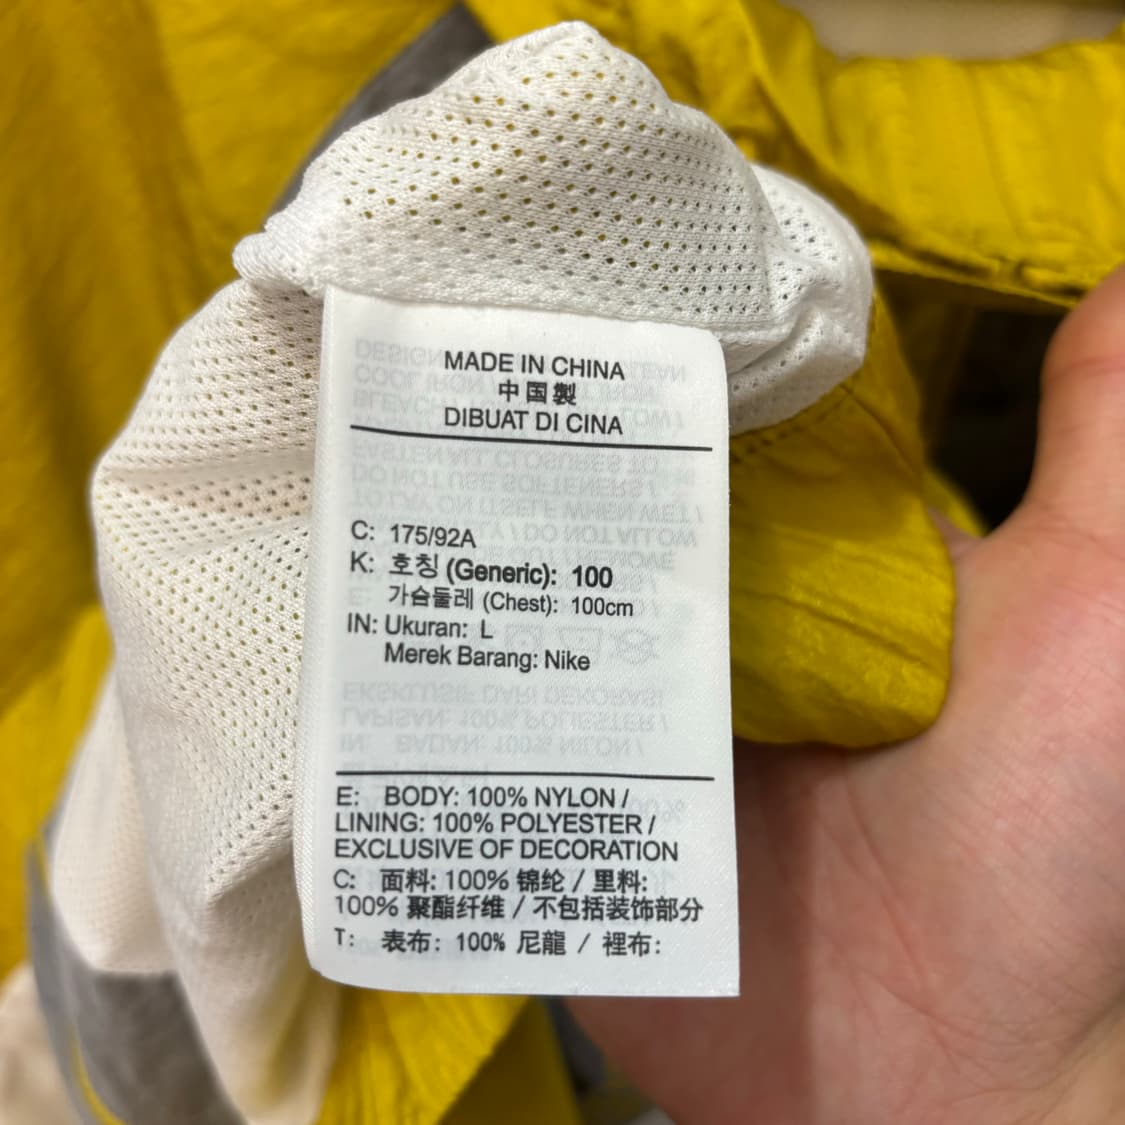 MADE IN CHINA
中国製
DIBUAT DI CINA
C: 175/92A
K: 호칭 (Generic): 100
가슴둘레 (Chest): 100cm
IN: Ukuran: L
Merek Barang: Nike
E: BODY: 100% NYLON /
LINING: 100% POLYESTER /
EXCLUSIVE OF DECORATION
C: 面料: 100% 锦纶 / 里料:
100% 聚酯纤维 / 不包括装饰部分
T: 表布: 100% 尼龍 / 裡布: